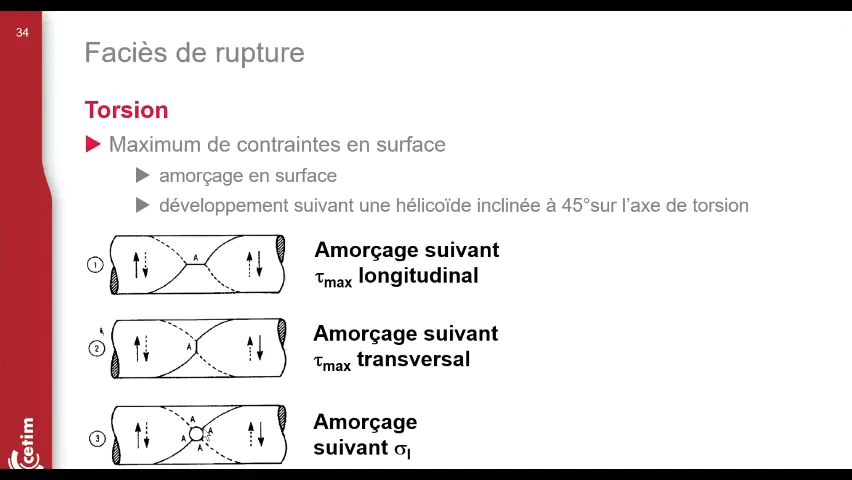 34
Faciès de rupture
Torsion
Maximum de contraintes en surface
amorçage en surface
développement suivant une hélicoïde inclinée à 45°sur l'axe de torsion
1
A
Amorçage suivant
τmax longitudinal
2
A
Amorçage suivant
τmax transversal
3
A
A
A
A
Amorçage
suivant σI
cetim